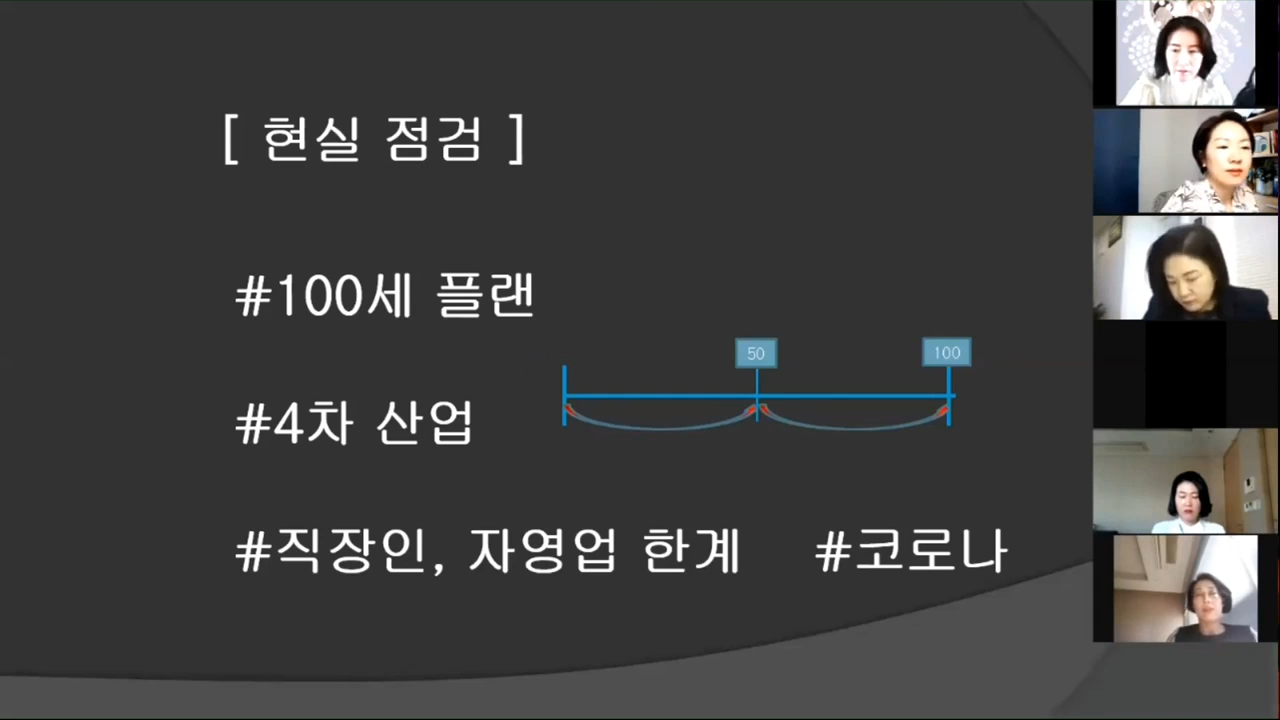 [ 현실 점검 ]
#100세 플랜
50
100
#4차 산업
#직장인, 자영업 한계 #코로나